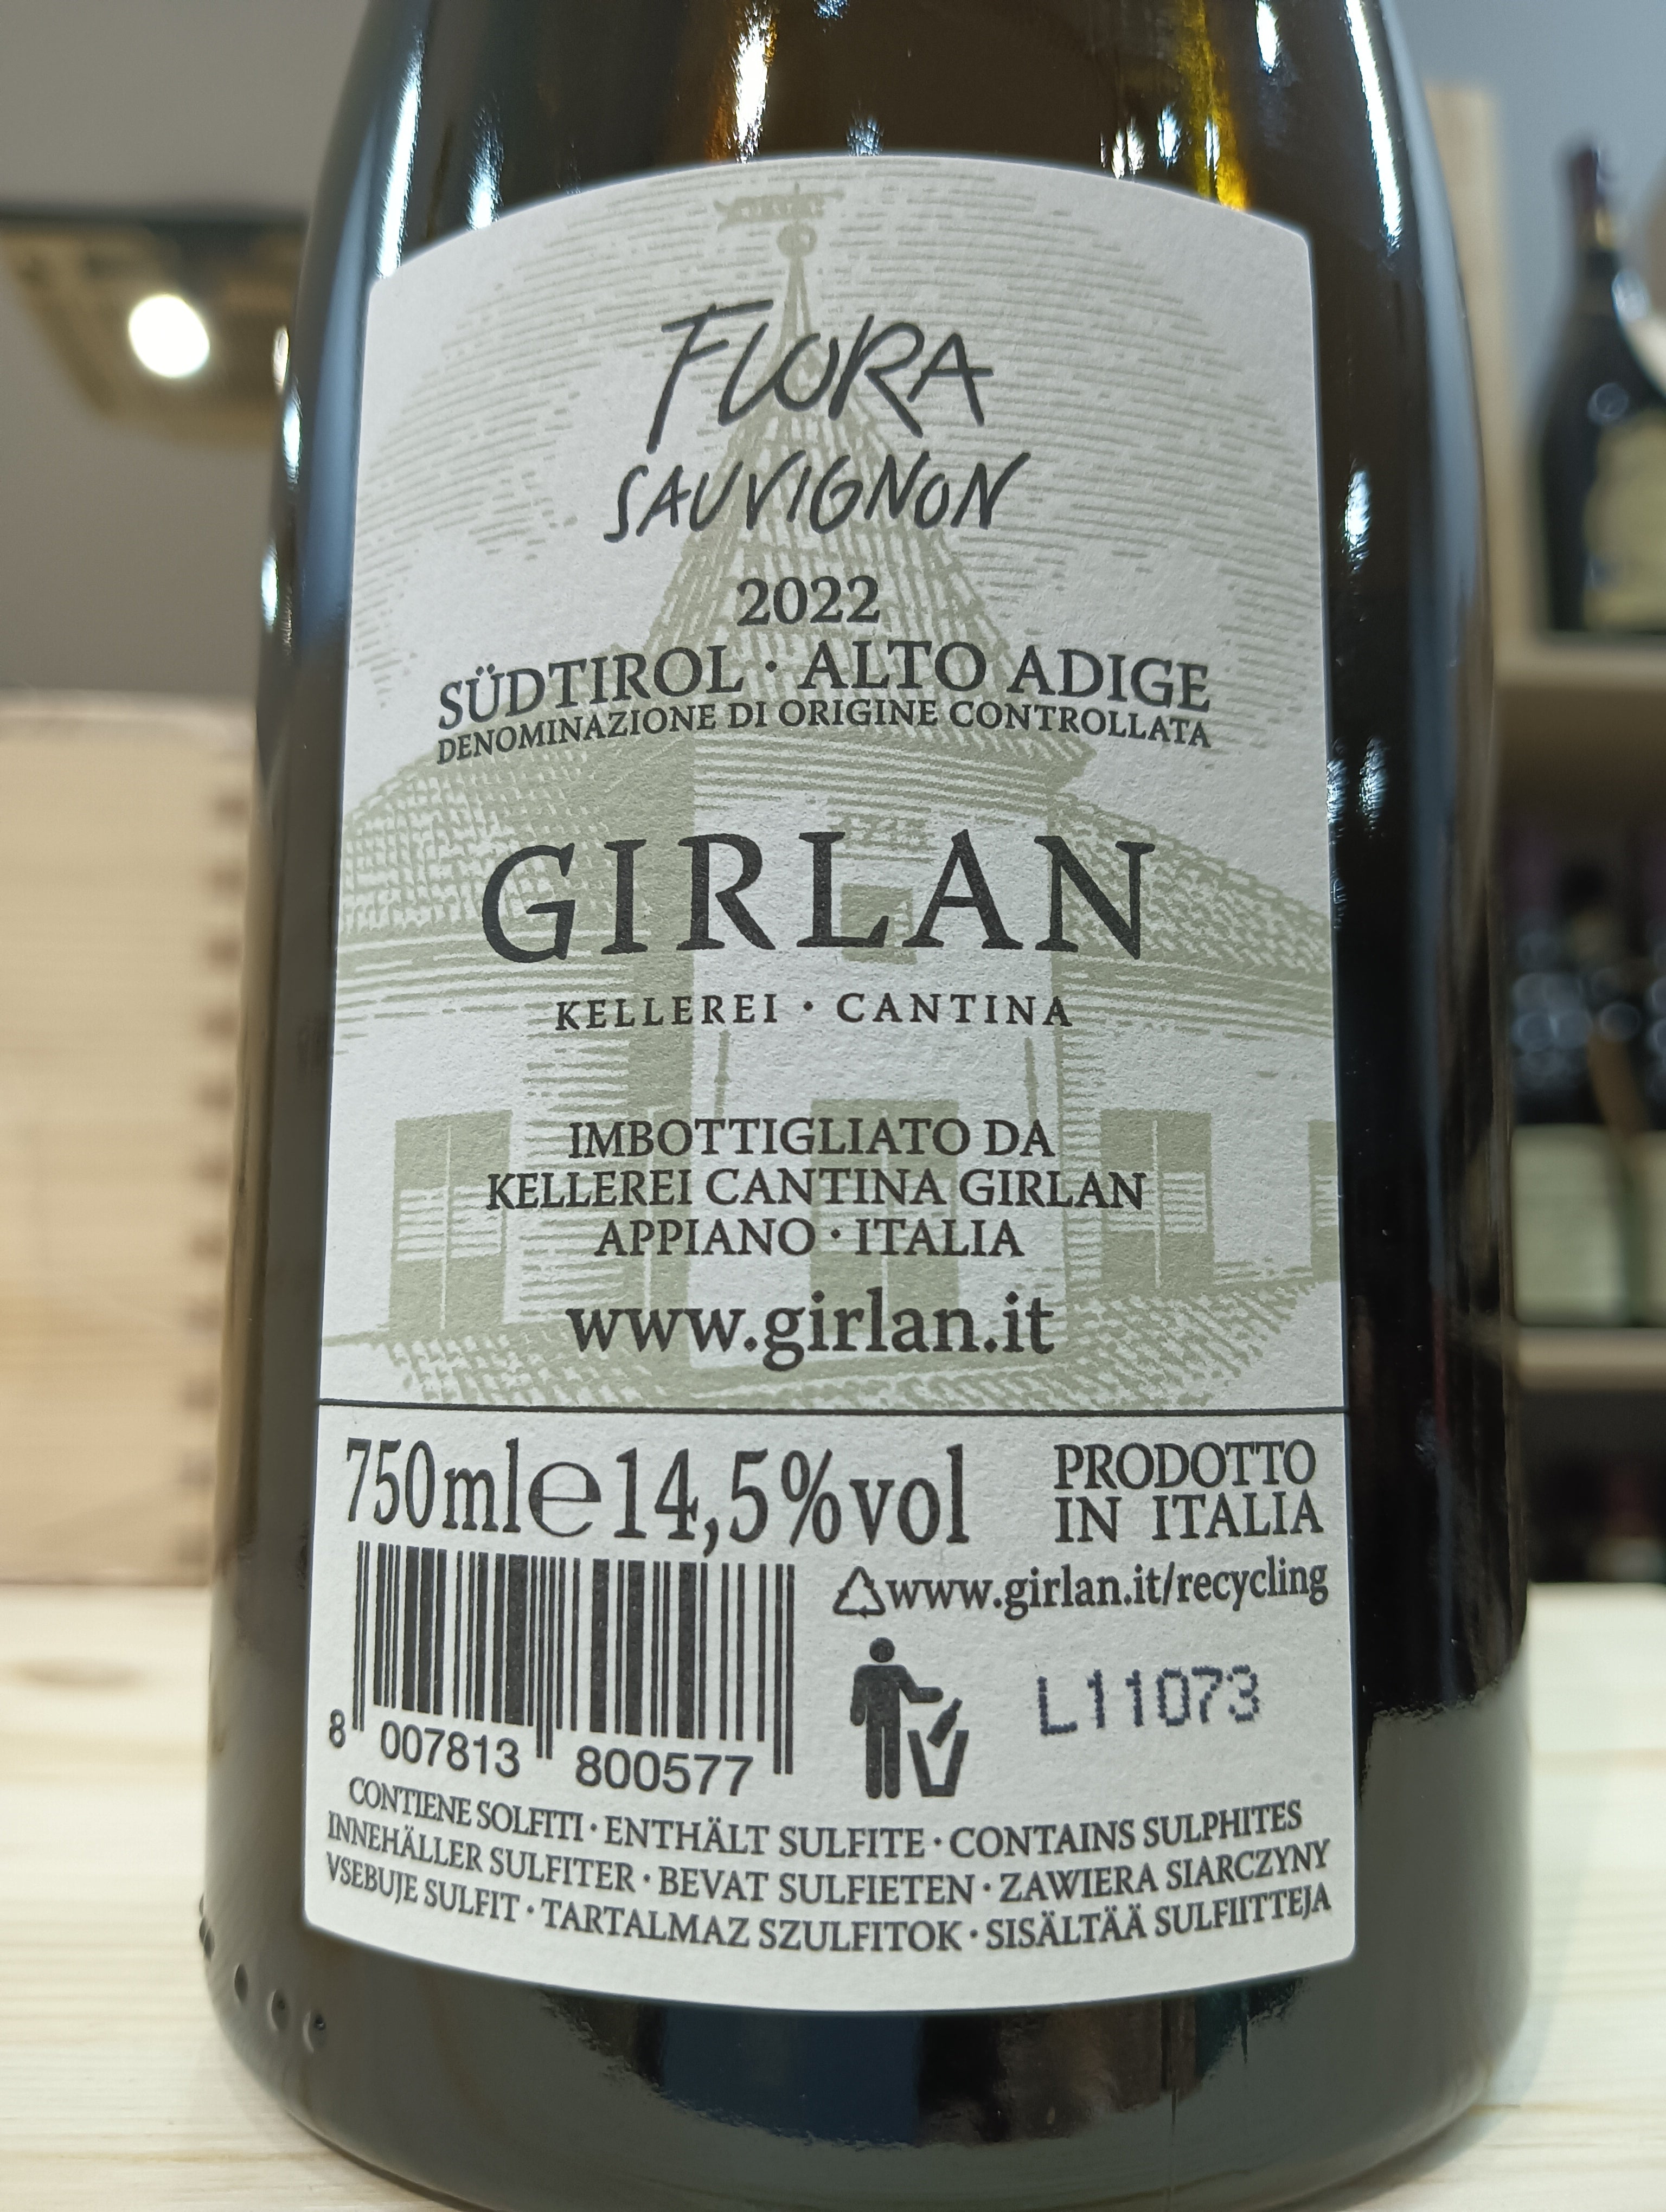 FLORA
SAUVIGNON
2022
SÜDTIROL · ALTO ADIGE
DENOMINAZIONE DI ORIGINE CONTROLLATA
GIRLAN
KELLEREI · CANTINA
IMBOTTIGLIATO DA
KELLEREI CANTINA GIRLAN
APPIANO · ITALIA
www.girlan.it
750ml℮14,5%vol
PRODOTTO
IN ITALIA
www.girlan.it/recycling
L11073
8 007813 800577
CONTIENE SOLFITI · ENTHÄLT SULFITE · CONTAINS SULPHITES
INNEHÄLLER SULFITER · BEVAT SULFIETEN · ZAWIERA SIARCZYNY
VSEBUJE SULFIT · TARTALMAZ SZULFITOK · SISÄLTÄÄ SULFIITTEJA